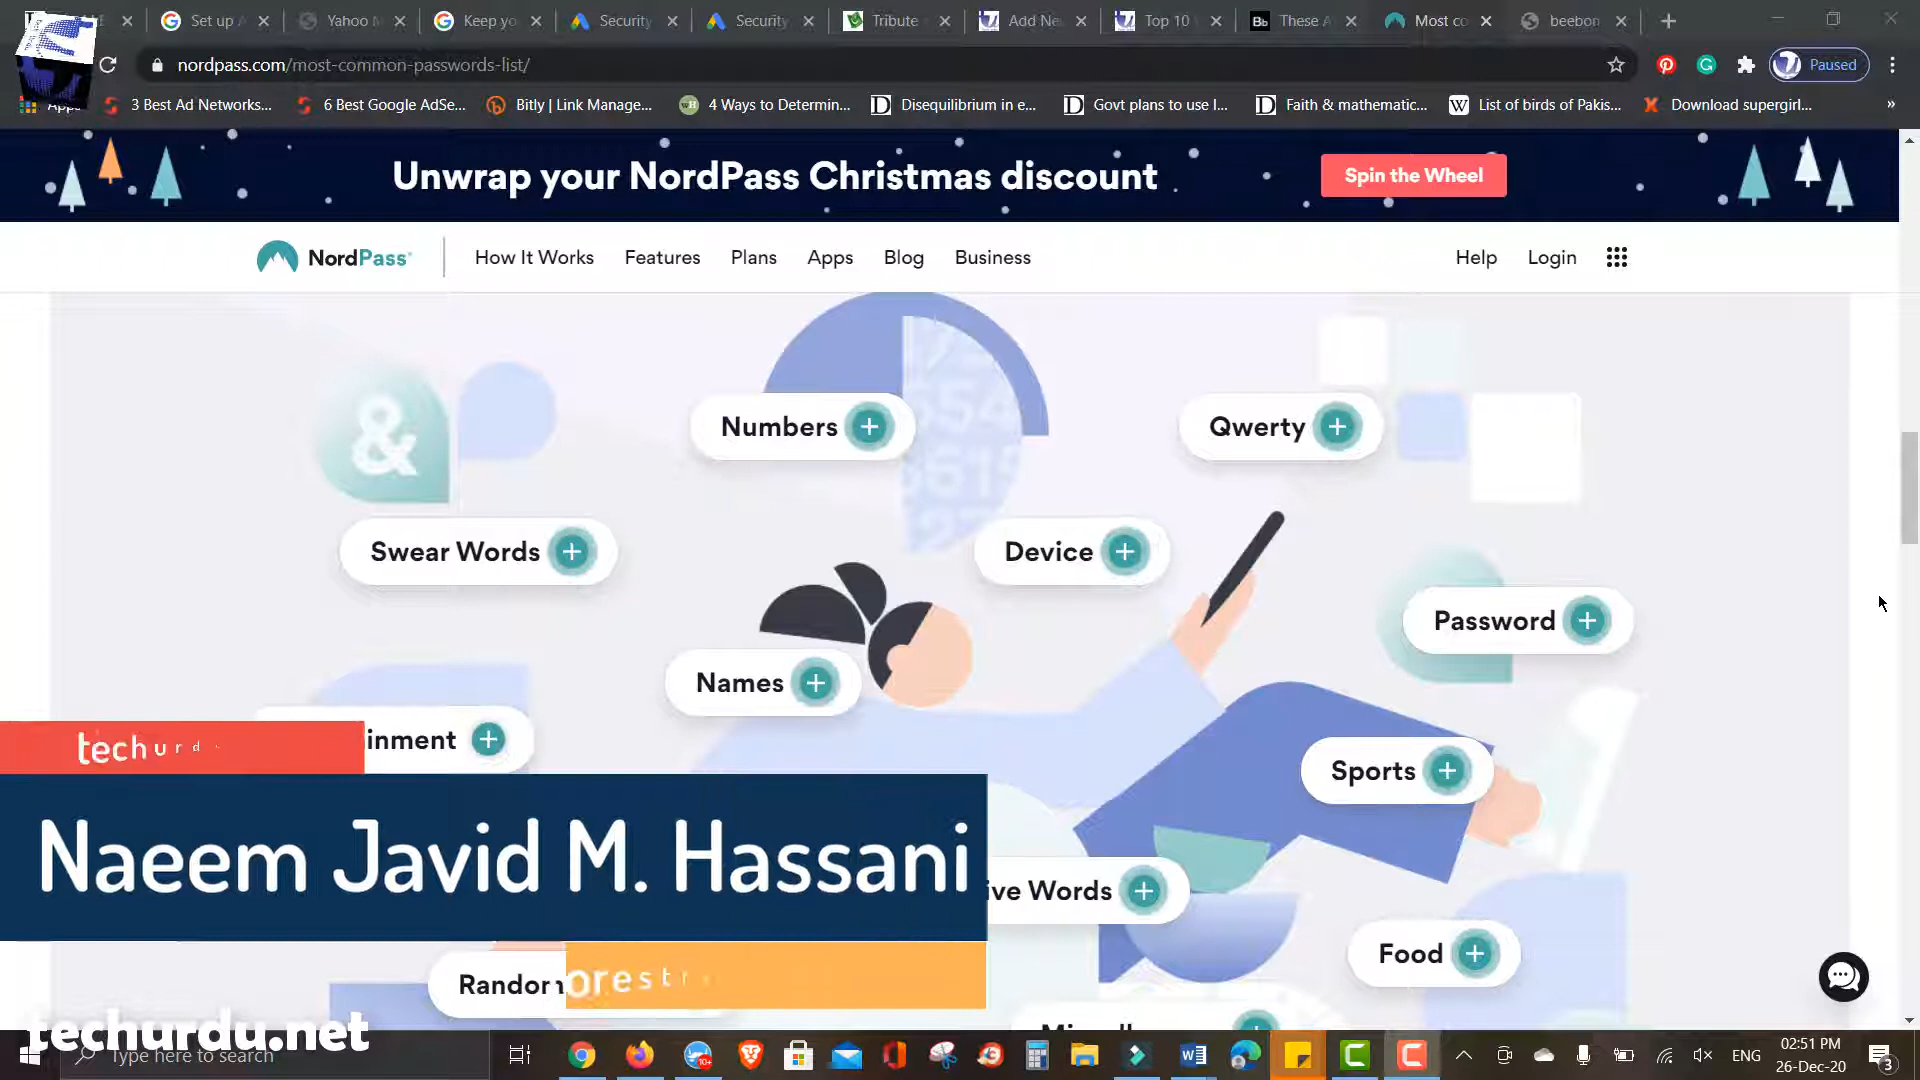 Set up
Yahoo
Keep yo
Security
Security
Tribute
Add Ne
Top 10
These
Most co
beebon
nordpass.com/most-common-passwords-list/
Paused
3 Best Ad Networks...
6 Best Google AdSe...
Bitly | Link Manage...
4 Ways to Determin...
Disequilibrium in e...
Govt plans to use I...
Faith & mathematic...
List of birds of Pakis...
Download supergirl...
Unwrap your NordPass Christmas discount
Spin the Wheel
NordPass
How It Works
Features
Plans
Apps
Blog
Business
Help
Login
&
Numbers
Qwerty
Swear Words
Device
Password
Names
inment
techurd
Sports
Naeem Javid M. Hassani
ive Words
Food
Random
orest
techurdu.net
Type here to search
ENG
02:51 PM
26-Dec-20
3